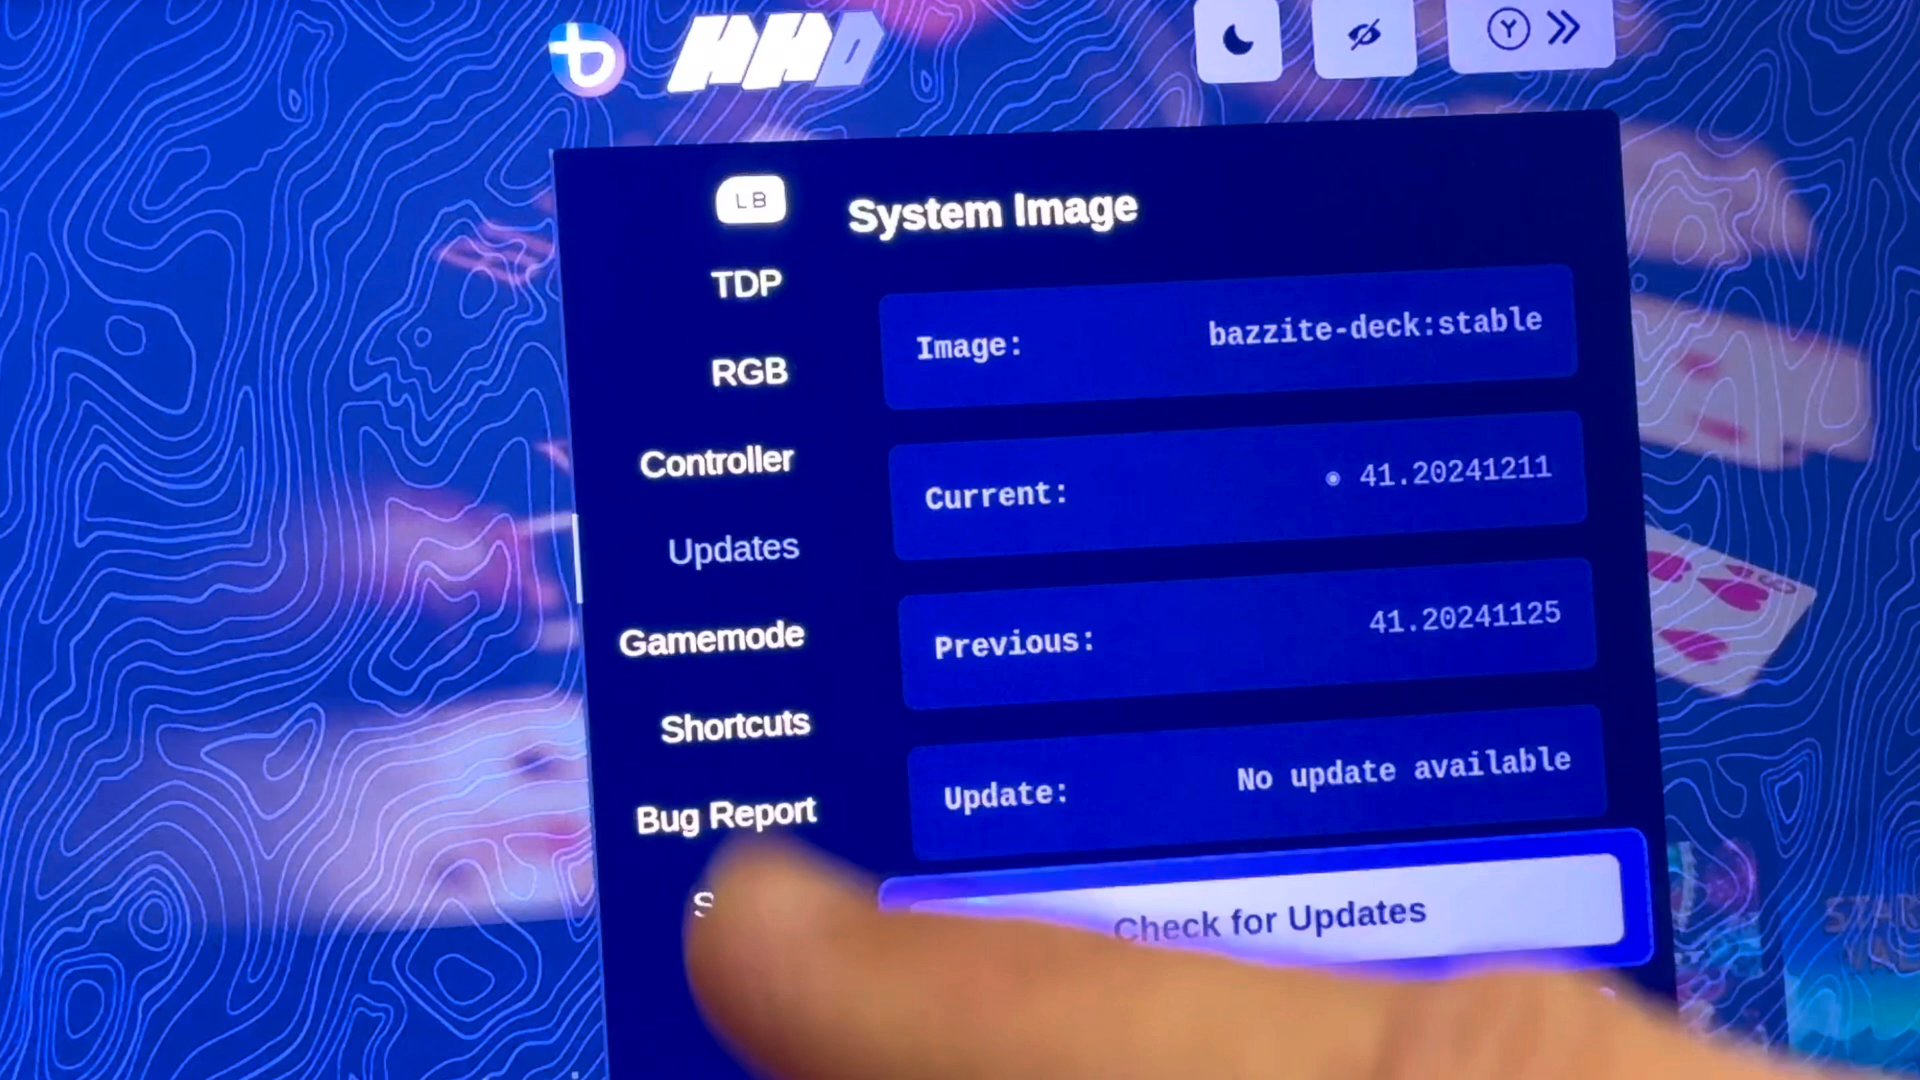 b HHD
Y
LB
System Image
TDP
Image: bazzite-deck:stable
RGB
Controller
Current: 41.20241211
Updates
Previous: 41.20241125
Gamemode
Shortcuts
Update: No update available
Bug Report
Check for Updates